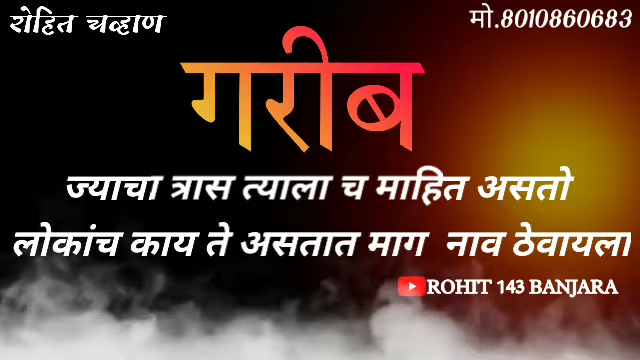 रोहित चव्हाण
मो.8010860683
गरीब
ज्याचा त्रास त्याला च माहित असतो
लोकांच काय ते असतात माग नाव ठेवायला
ROHIT 143 BANJARA